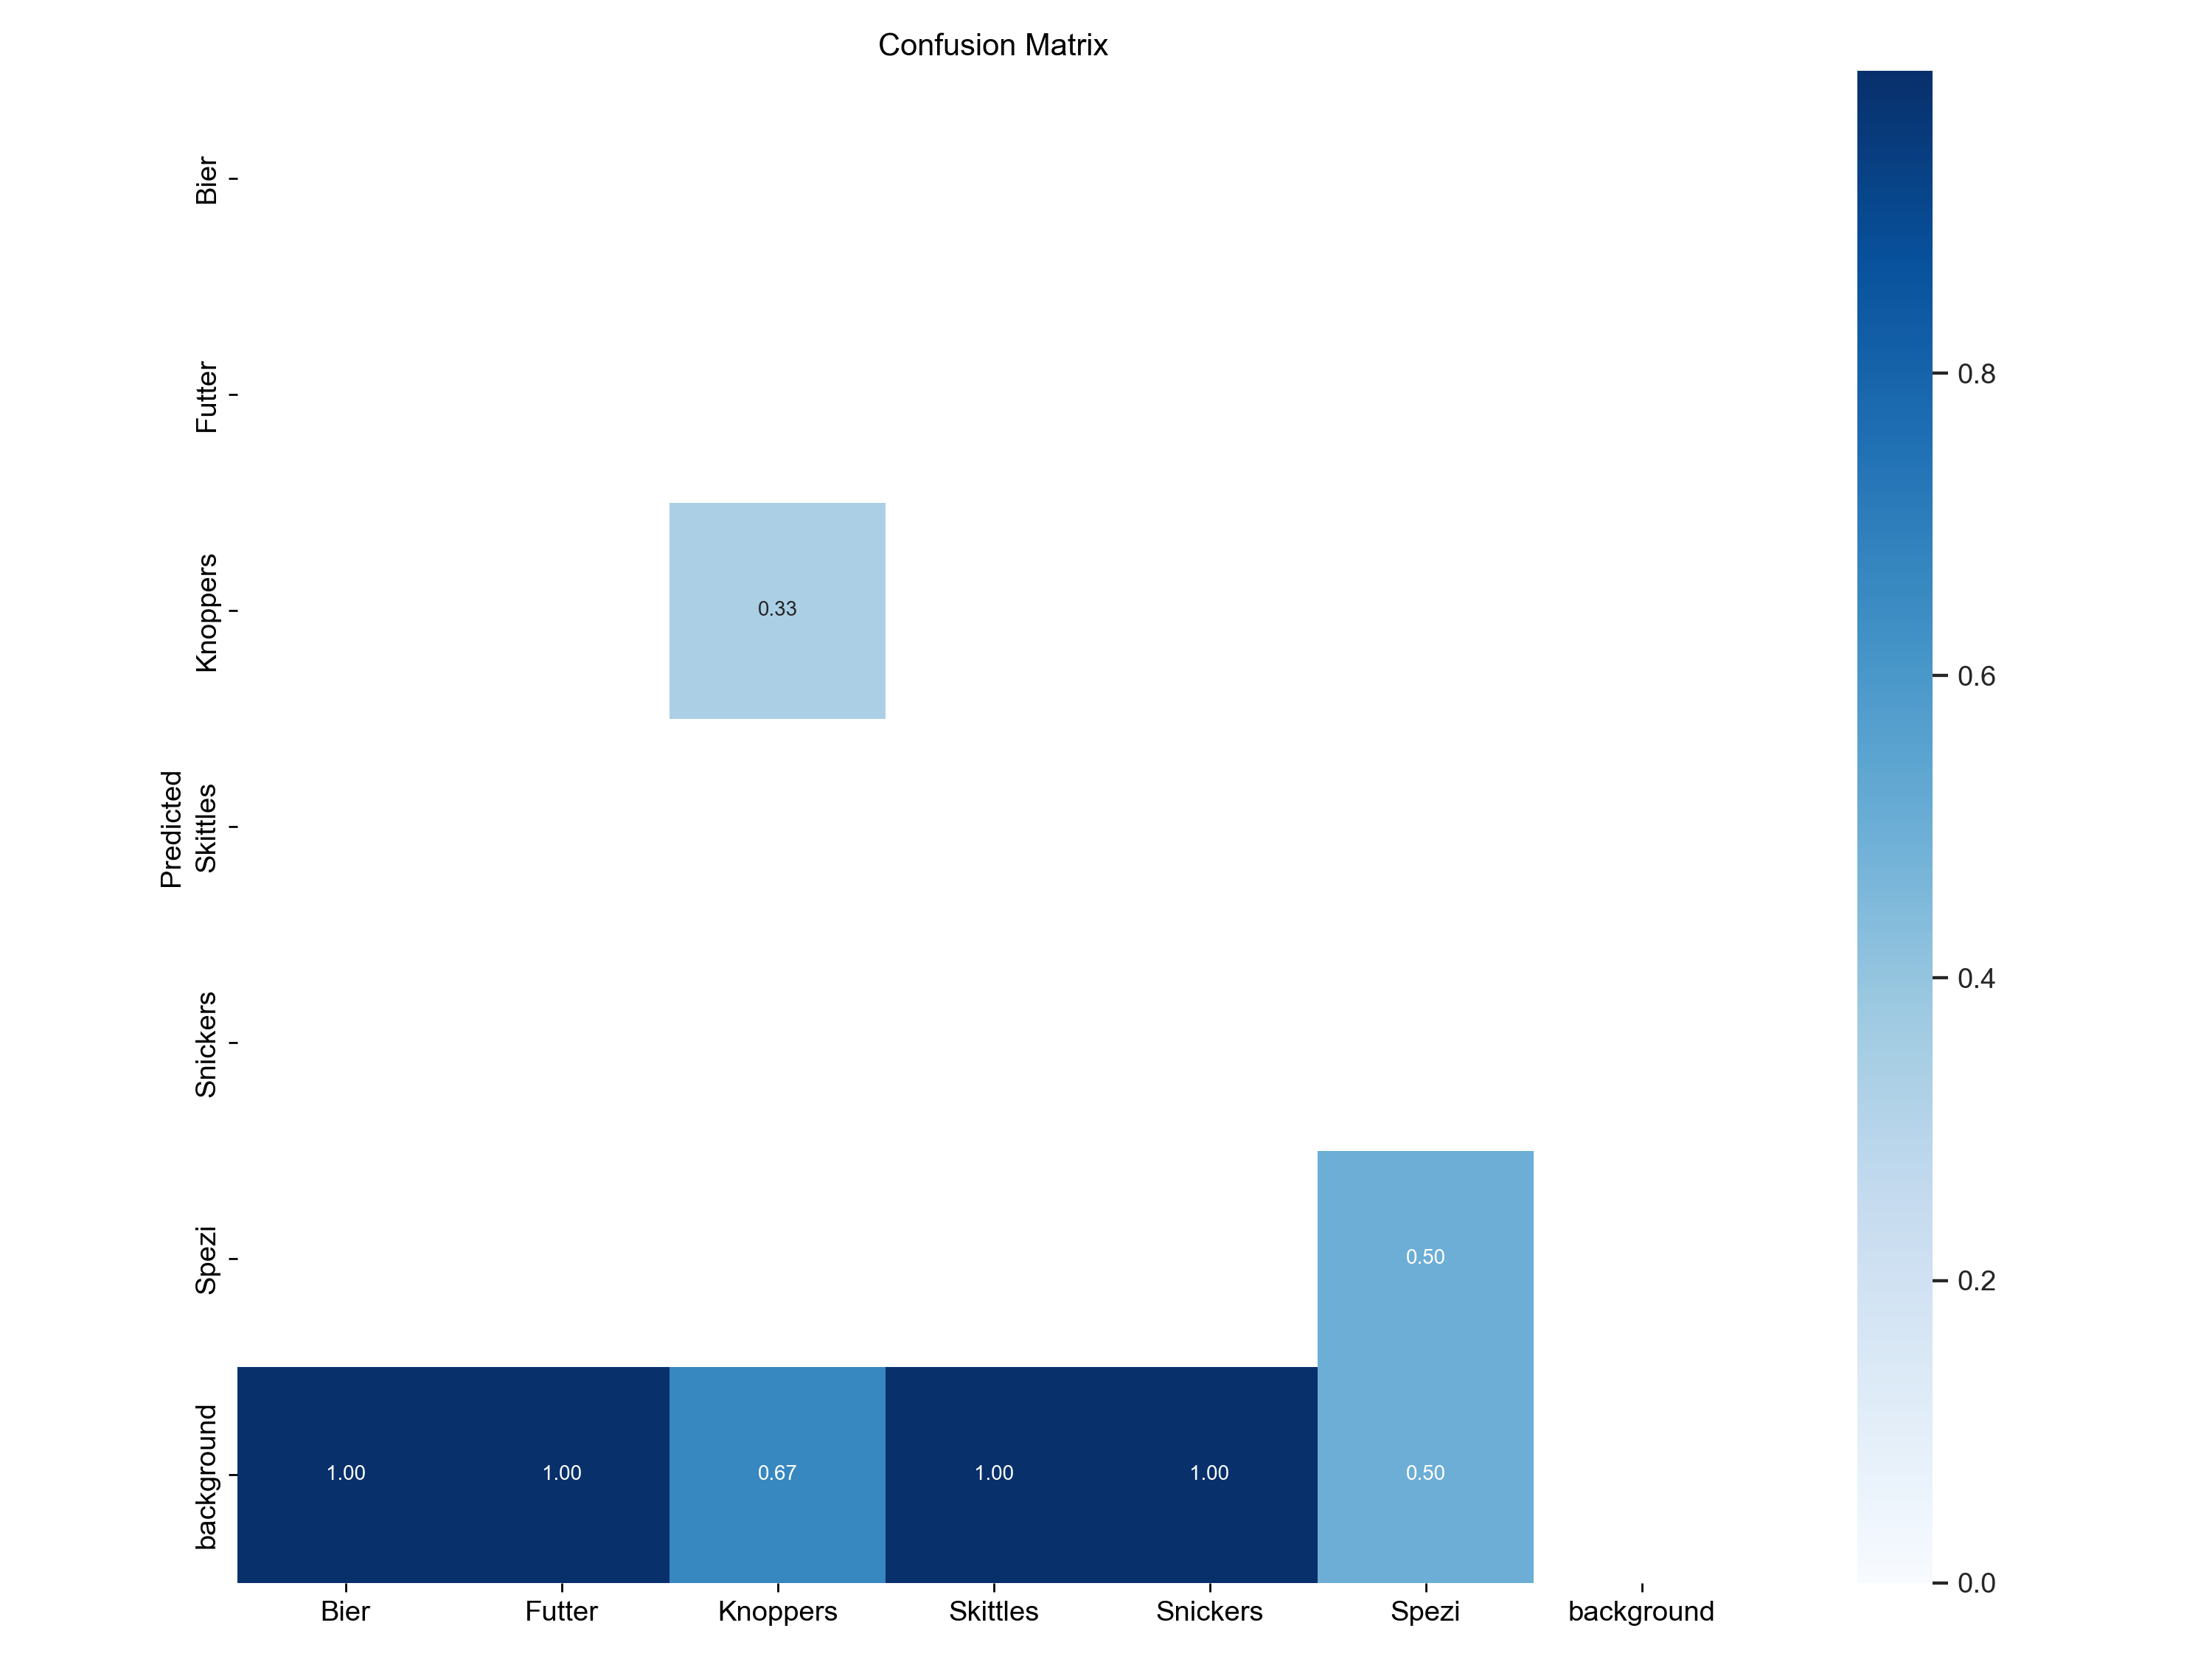 Confusion Matrix
Bier
Futter
Knoppers
0.33
Predicted
Skittles
Snickers
Spezi
0.50
background
1.00 1.00 0.67 1.00 1.00 0.50
Bier Futter Knoppers Skittles Snickers Spezi background
0.8
0.6
0.4
0.2
0.0